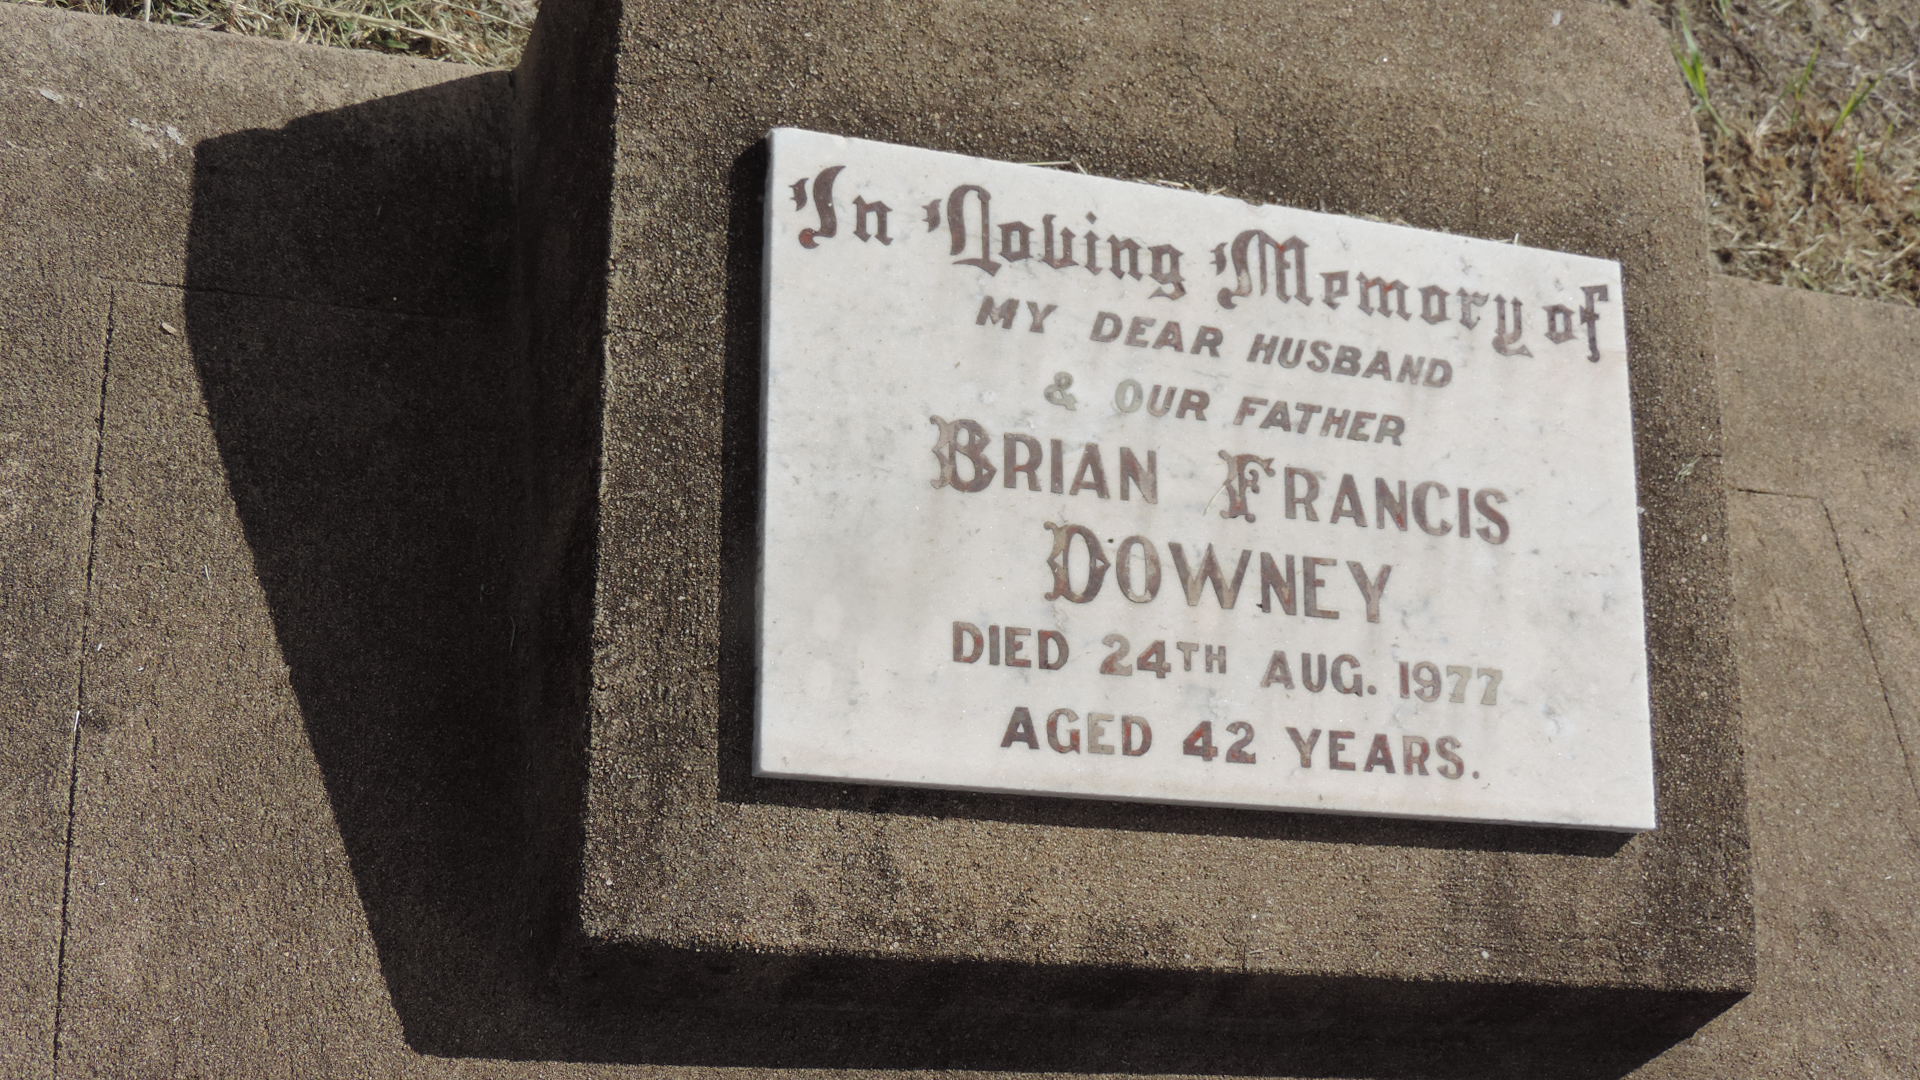 In Loving Memory of
MY DEAR HUSBAND
& OUR FATHER
BRIAN FRANCIS
DOWNEY
DIED 24TH AUG. 1977
AGED 42 YEARS.